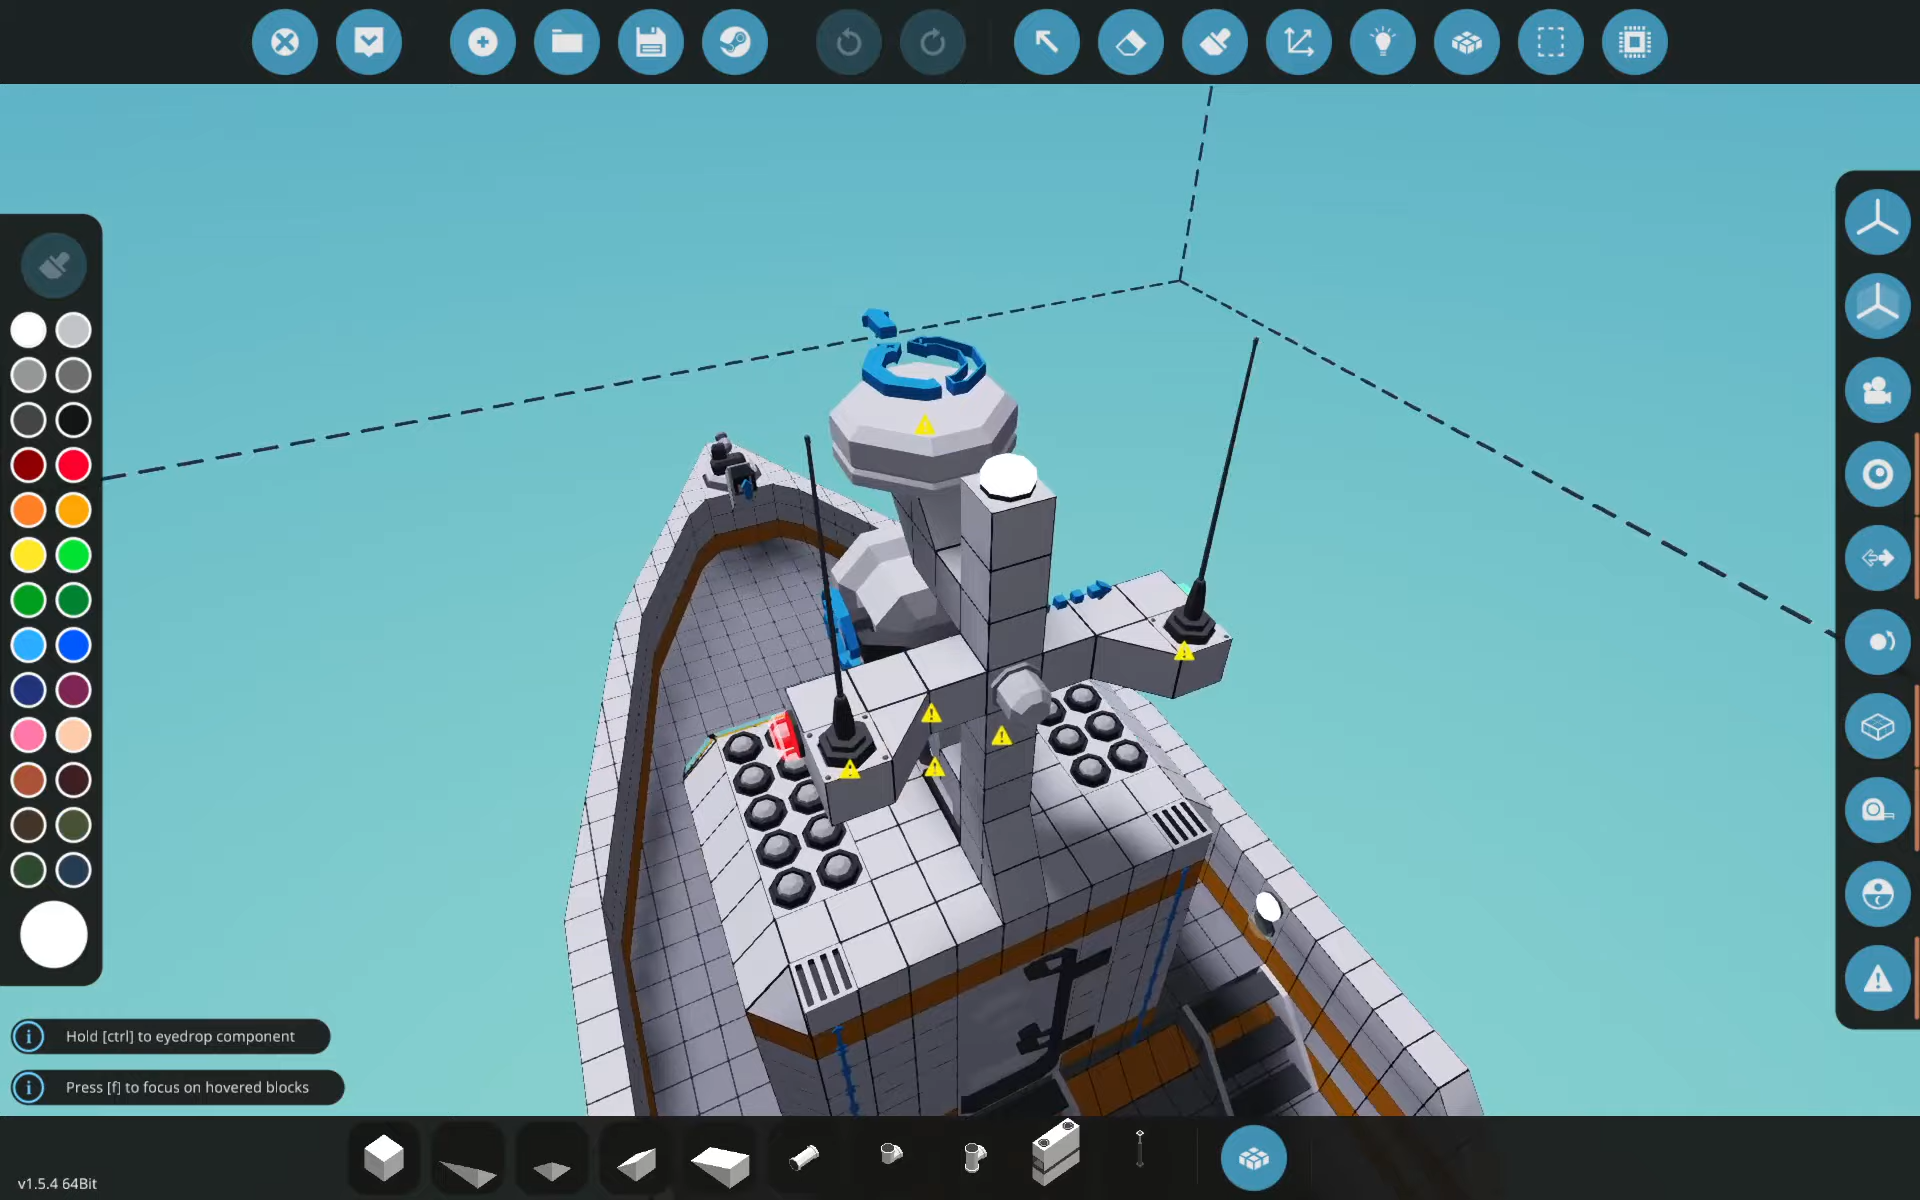 Hold [ctrl] to eyedrop component
Press [f] to focus on hovered blocks
v1.5.4 64Bit